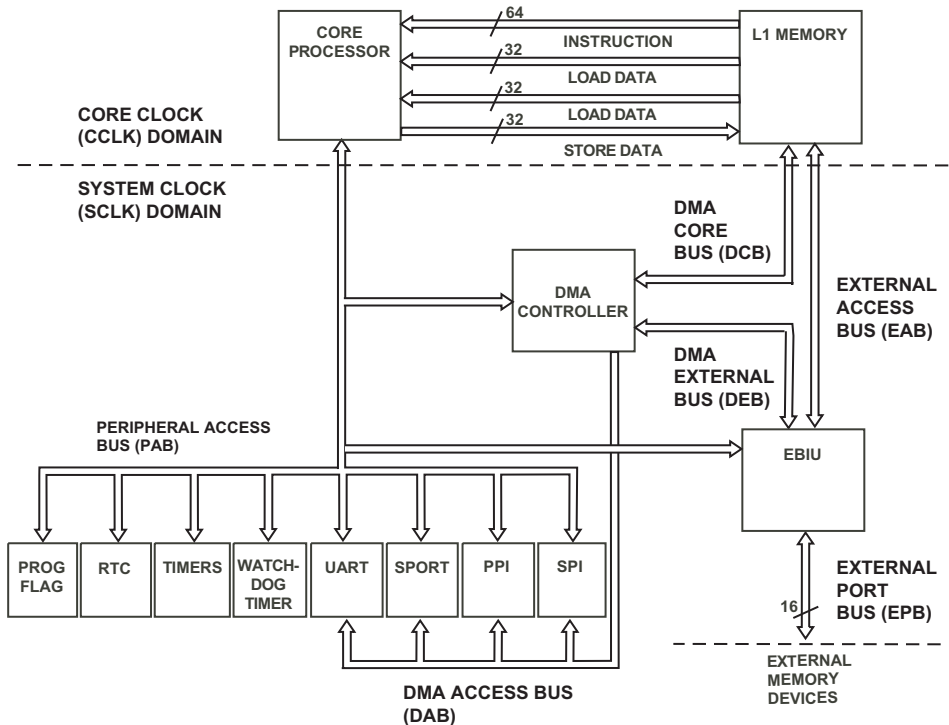 CORE
PROCESSOR
64
INSTRUCTION
32
LOAD DATA
32
LOAD DATA
32
STORE DATA
L1 MEMORY
CORE CLOCK
(CCLK) DOMAIN
SYSTEM CLOCK
(SCLK) DOMAIN
DMA
CORE
BUS (DCB)
DMA
CONTROLLER
EXTERNAL
ACCESS
BUS (EAB)
DMA
EXTERNAL
BUS (DEB)
PERIPHERAL ACCESS
BUS (PAB)
EBIU
PROG
FLAG
RTC
TIMERS
WATCH-
DOG
TIMER
UART
SPORT
PPI
SPI
EXTERNAL
PORT
BUS (EPB)
16
DMA ACCESS BUS
(DAB)
EXTERNAL
MEMORY
DEVICES